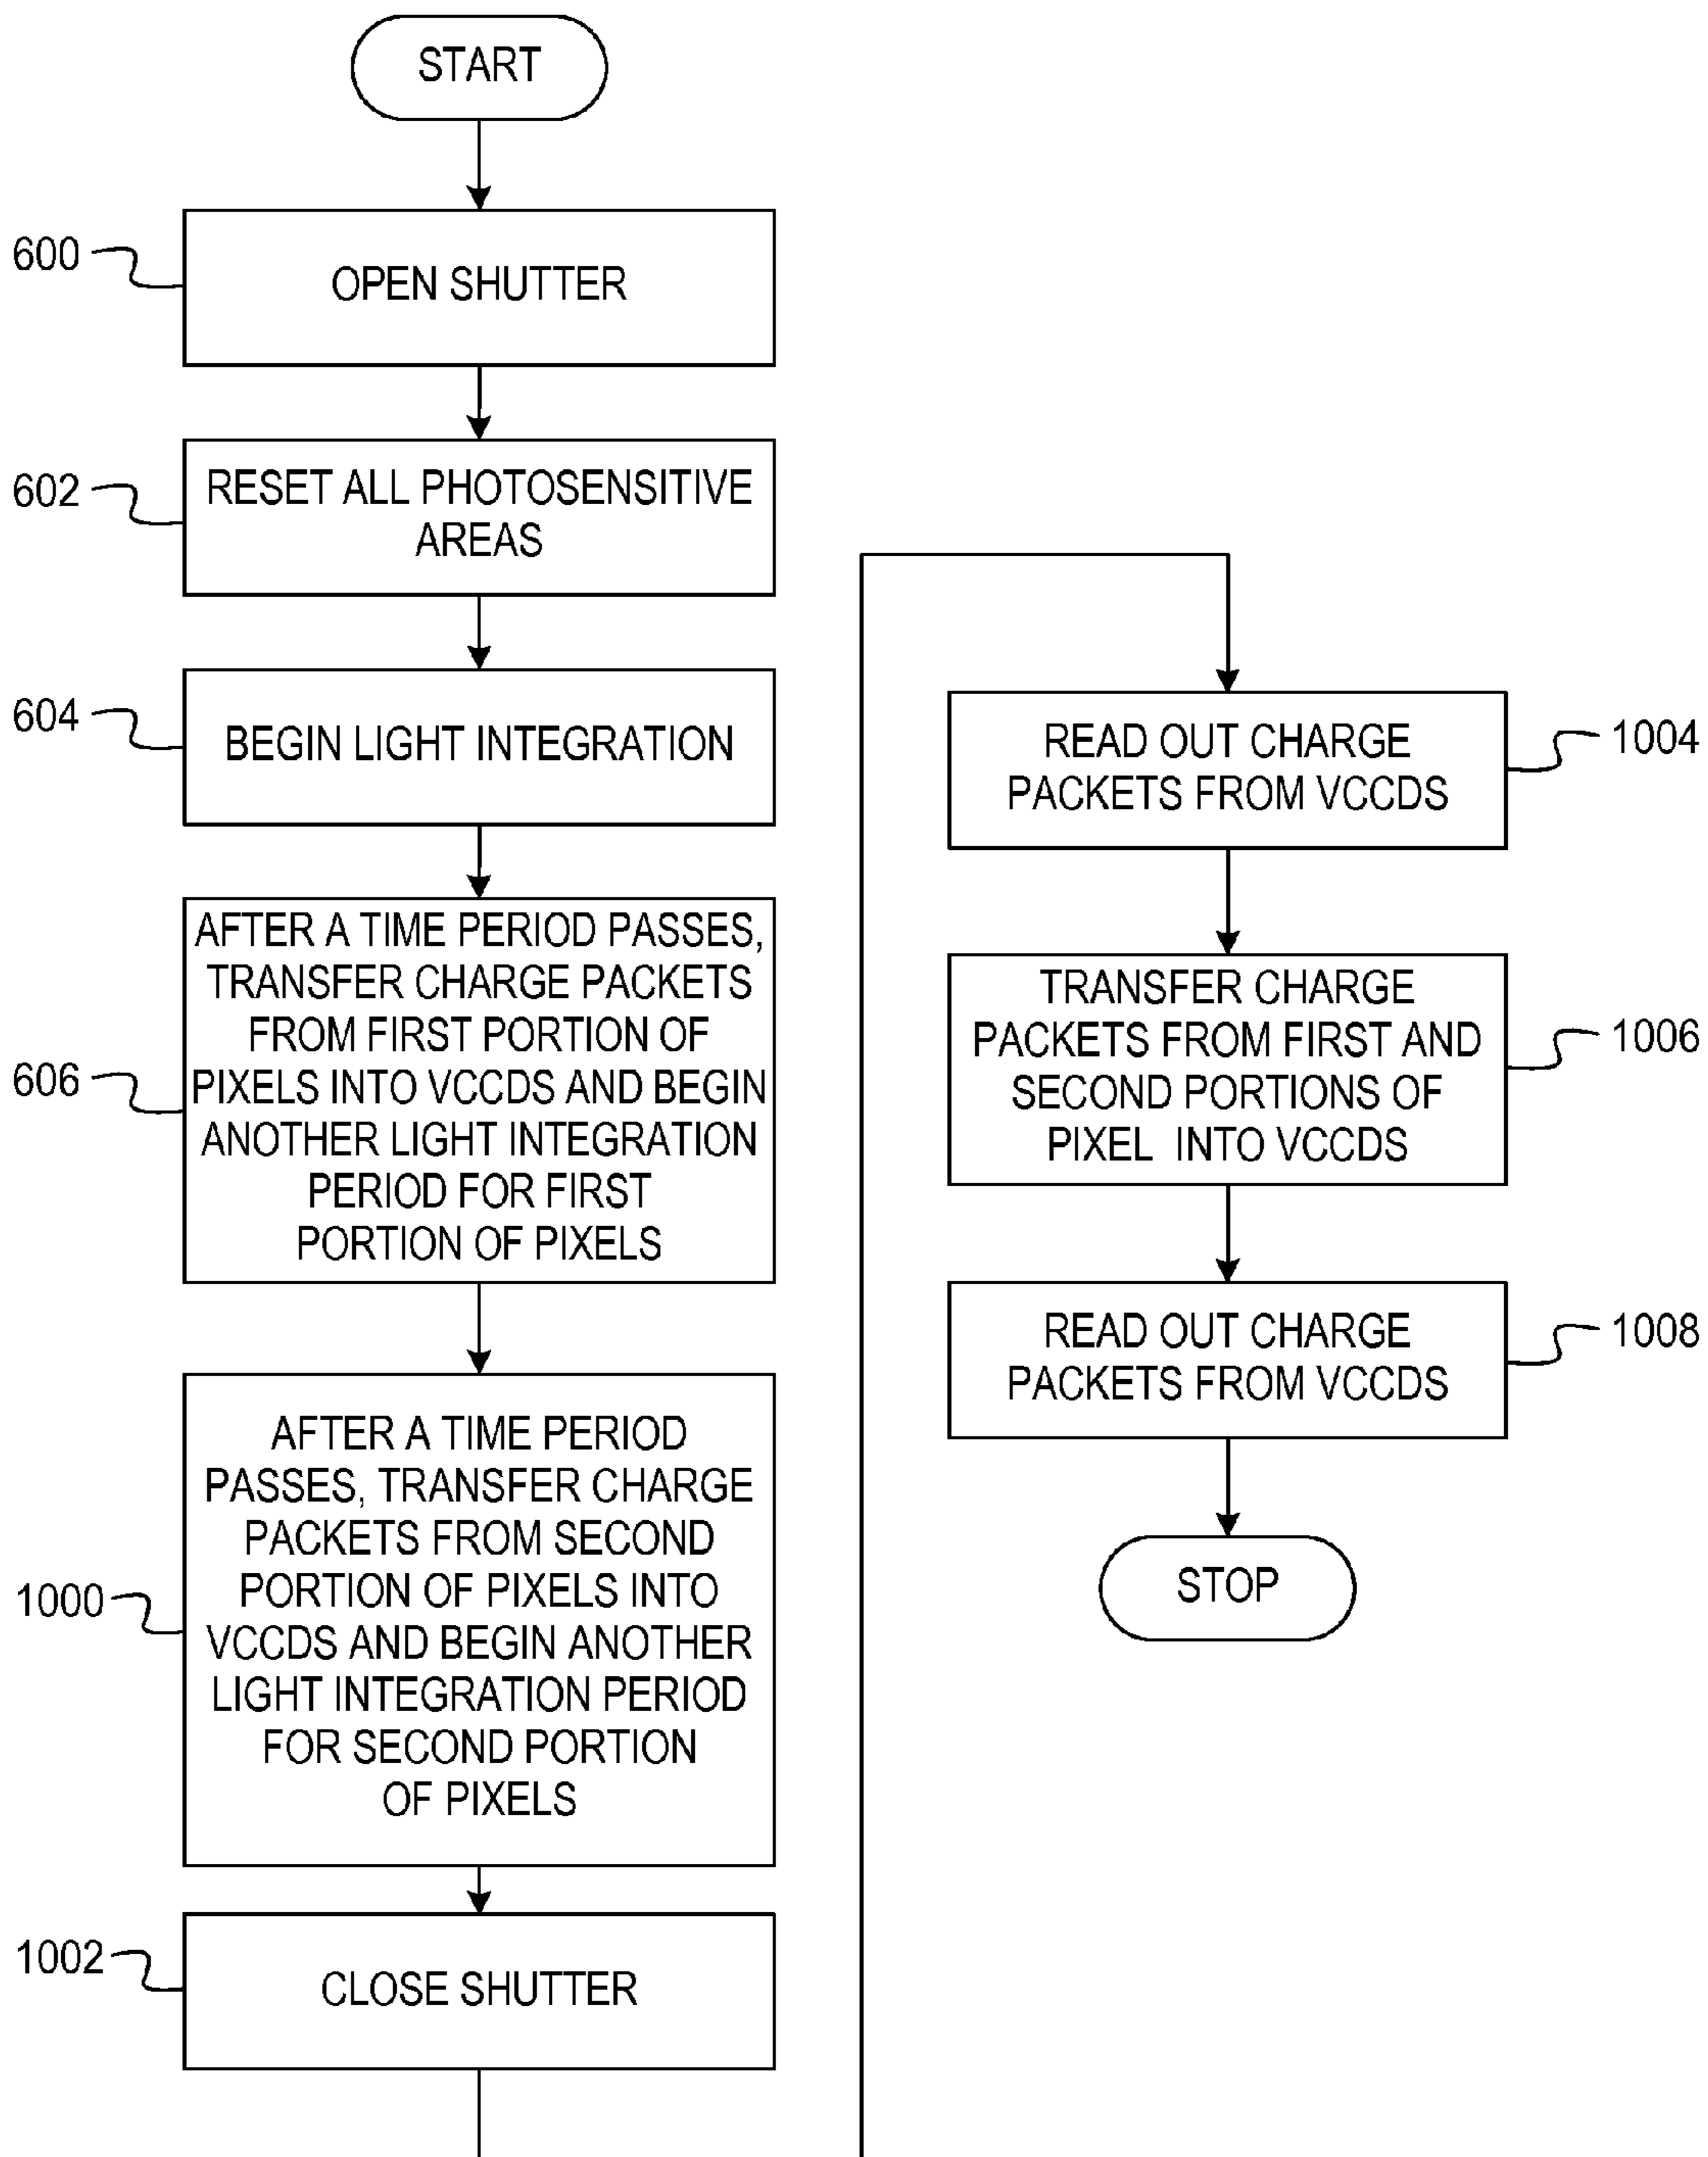 START
600
OPEN SHUTTER
602
RESET ALL PHOTOSENSITIVE
AREAS
604
BEGIN LIGHT INTEGRATION
606
AFTER A TIME PERIOD PASSES,
TRANSFER CHARGE PACKETS
FROM FIRST PORTION OF
PIXELS INTO VCCDS AND BEGIN
ANOTHER LIGHT INTEGRATION
PERIOD FOR FIRST
PORTION OF PIXELS
1000
AFTER A TIME PERIOD
PASSES, TRANSFER CHARGE
PACKETS FROM SECOND
PORTION OF PIXELS INTO
VCCDS AND BEGIN ANOTHER
LIGHT INTEGRATION PERIOD
FOR SECOND PORTION
OF PIXELS
1002
CLOSE SHUTTER
READ OUT CHARGE
PACKETS FROM VCCDS
1004
TRANSFER CHARGE
PACKETS FROM FIRST AND
SECOND PORTIONS OF
PIXEL INTO VCCDS
1006
READ OUT CHARGE
PACKETS FROM VCCDS
1008
STOP